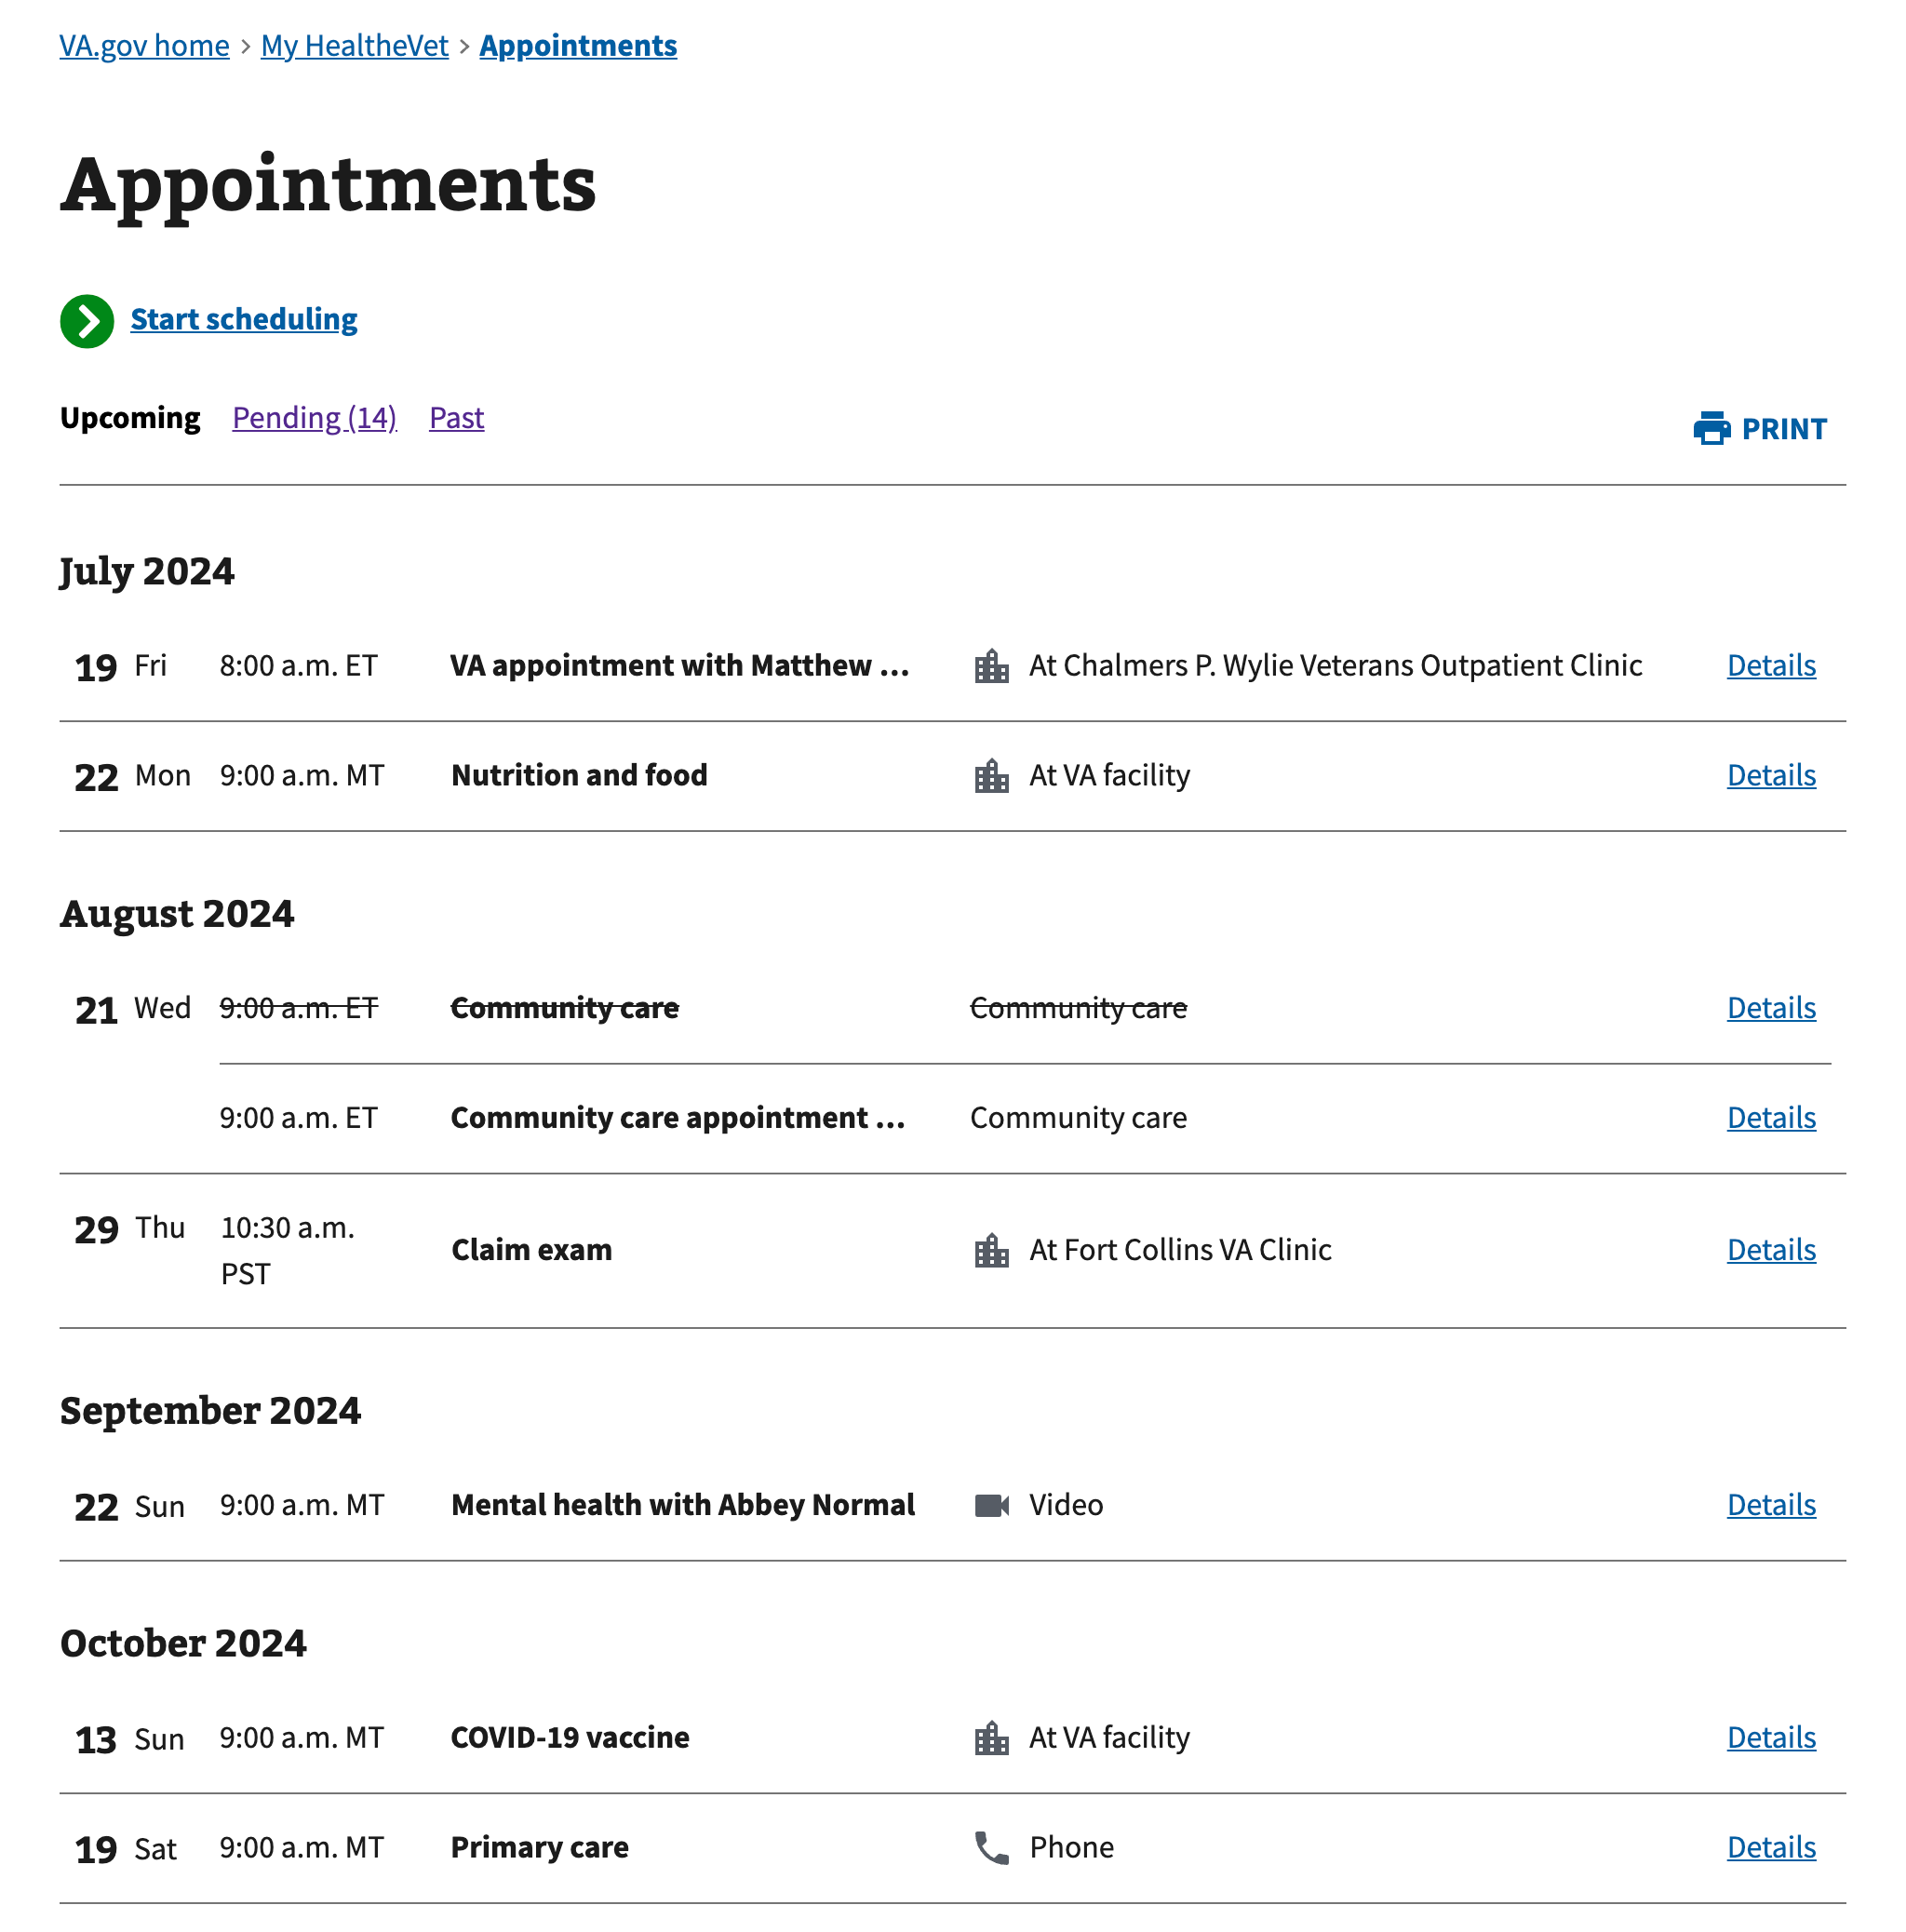 VA.gov home › My HealtheVet › Appointments
Appointments
Start scheduling
Upcoming Pending (14) Past PRINT
July 2024
19 Fri 8:00 a.m. ET VA appointment with Matthew ... At Chalmers P. Wylie Veterans Outpatient Clinic Details
22 Mon 9:00 a.m. MT Nutrition and food At VA facility Details
August 2024
21 Wed 9:00 a.m. ET Community care Community care Details
9:00 a.m. ET Community care appointment ... Community care Details
29 Thu 10:30 a.m. PST Claim exam At Fort Collins VA Clinic Details
September 2024
22 Sun 9:00 a.m. MT Mental health with Abbey Normal Video Details
October 2024
13 Sun 9:00 a.m. MT COVID-19 vaccine At VA facility Details
19 Sat 9:00 a.m. MT Primary care Phone Details